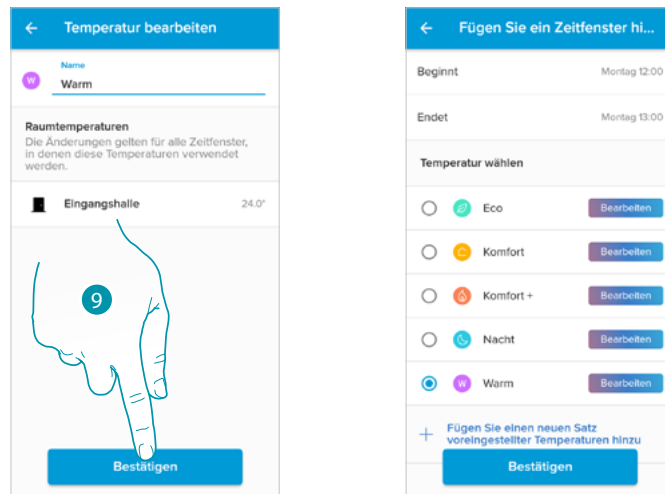 Temperatur bearbeiten
Name
W
Warm
Raumtemperaturen
Die Änderungen gelten für alle Zeitfenster,
in denen diese Temperaturen verwendet
werden.
Eingangshalle 24.0°
9
Bestätigen
Fügen Sie ein Zeitfenster hi...
Beginnt Montag 12:00
Endet Montag 13:00
Temperatur wählen
Eco Bearbeiten
Komfort Bearbeiten
Komfort + Bearbeiten
Nacht Bearbeiten
W Warm Bearbeiten
+ Fügen Sie einen neuen Satz
voreingestellter Temperaturen hinzu
Bestätigen